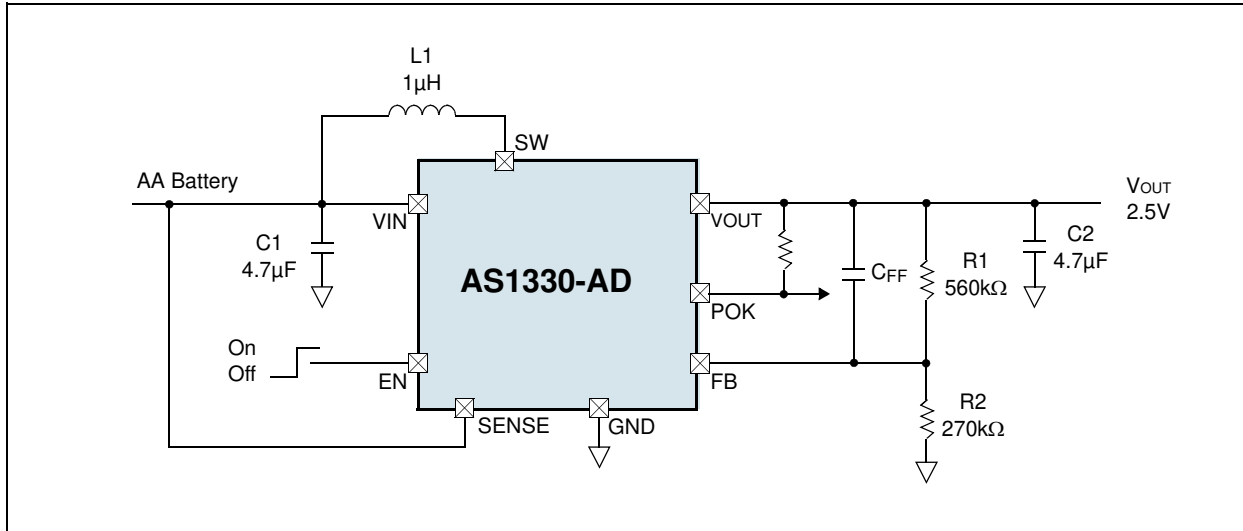 L1
1µH
SW
AA Battery
VIN
VOUT
VOUT
2.5V
C1
4.7µF
C2
4.7µF
AS1330-AD
CFF
R1
560kΩ
POK
On
Off
EN
FB
SENSE
GND
R2
270kΩ